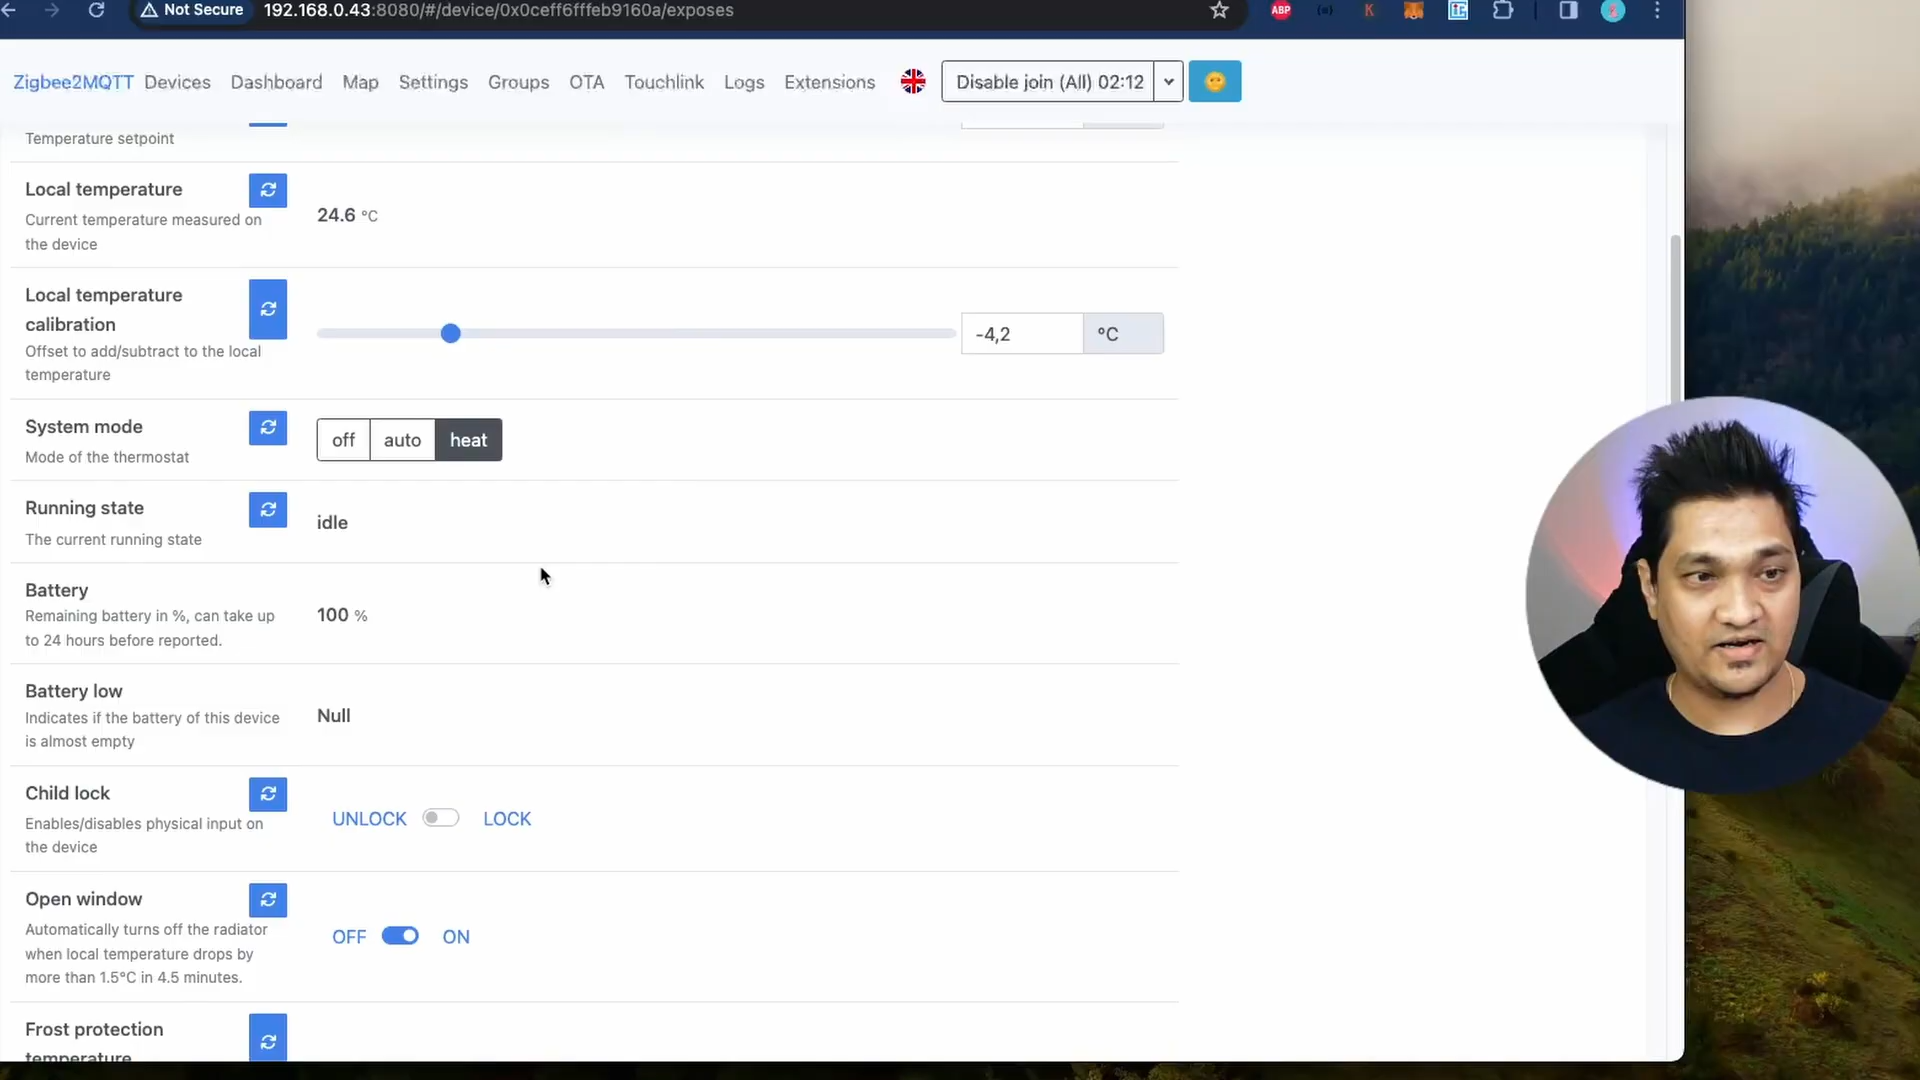 Not Secure 192.168.0.43:8080/#/device/0x0ceff6fffeb9160a/exposes
ABP
Zigbee2MQTT Devices Dashboard Map Settings Groups OTA Touchlink Logs Extensions Disable join (All) 02:12
Temperature setpoint
Local temperature
Current temperature measured on
the device
24.6 °C
Local temperature
calibration
Offset to add/subtract to the local
temperature
-4,2 °C
System mode
Mode of the thermostat
off auto heat
Running state
The current running state
idle
Battery
Remaining battery in %, can take up
to 24 hours before reported.
100 %
Battery low
Indicates if the battery of this device
is almost empty
Null
Child lock
Enables/disables physical input on
the device
UNLOCK LOCK
Open window
Automatically turns off the radiator
when local temperature drops by
more than 1.5°C in 4.5 minutes.
OFF ON
Frost protection
temperature